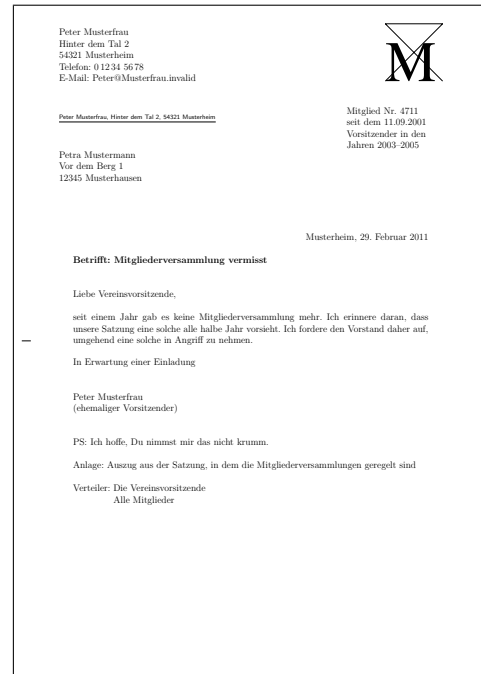 Peter Musterfrau
Hinter dem Tal 2
54321 Musterheim
Telefon: 0 12 34 56 78
E-Mail: Peter@Musterfrau.invalid
M
Peter Musterfrau, Hinter dem Tal 2, 54321 Musterheim
Mitglied Nr. 4711
seit dem 11.09.2001
Vorsitzender in den
Jahren 2003–2005
Petra Mustermann
Vor dem Berg 1
12345 Musterhausen
Musterheim, 29. Februar 2011
Betrifft: Mitgliederversammlung vermisst
Liebe Vereinsvorsitzende,
seit einem Jahr gab es keine Mitgliederversammlung mehr. Ich erinnere daran, dass
unsere Satzung eine solche alle halbe Jahr vorsieht. Ich fordere den Vorstand daher auf,
umgehend eine solche in Angriff zu nehmen.
In Erwartung einer Einladung
Peter Musterfrau
(ehemaliger Vorsitzender)
PS: Ich hoffe, Du nimmst mir das nicht krumm.
Anlage: Auszug aus der Satzung, in dem die Mitgliederversammlungen geregelt sind
Verteiler: Die Vereinsvorsitzende
Alle Mitglieder